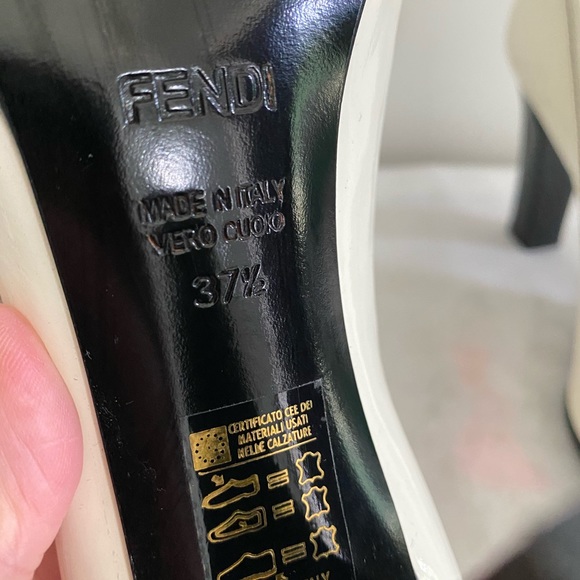 FENDI
MADE IN ITALY
VERO CUOIO
37½
CERTIFICATO CEE DEI
MATERIALI USATI
NELLE CALZATURE
=
=
=